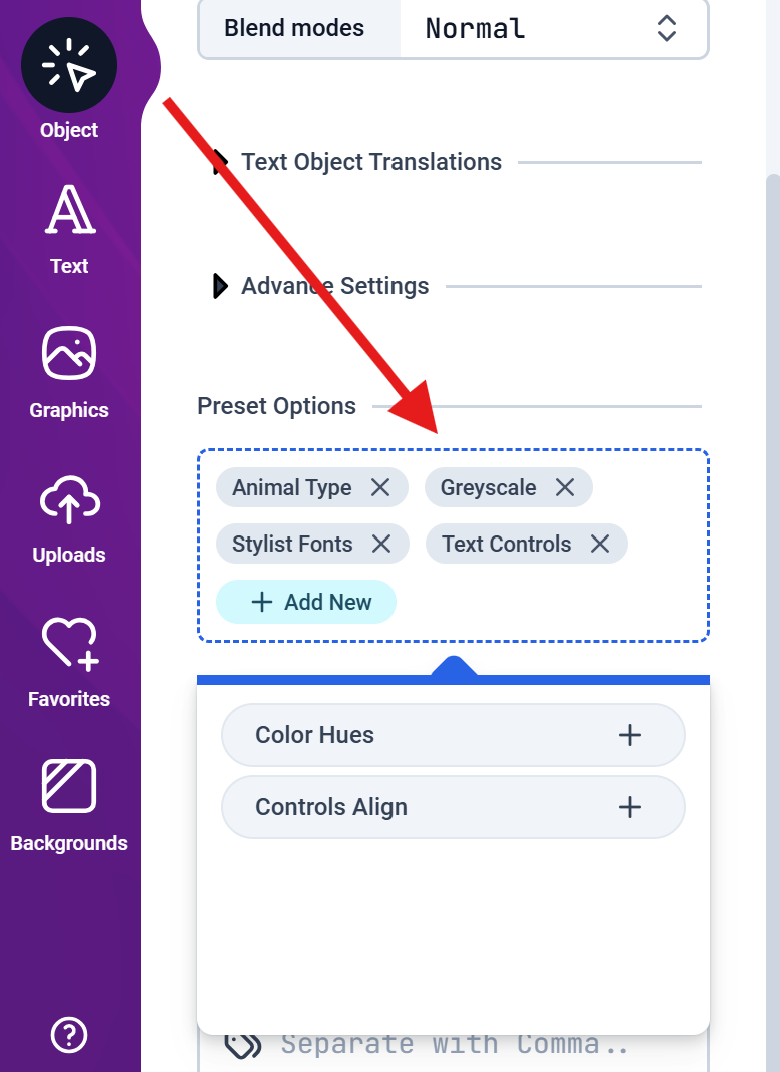 Blend modes Normal
Object
Text Object Translations
Text
Advance Settings
Graphics
Preset Options
Animal Type Greyscale
Stylist Fonts Text Controls
Uploads
Add New
Favorites
Color Hues
Controls Align
Backgrounds
Separate with Comma..